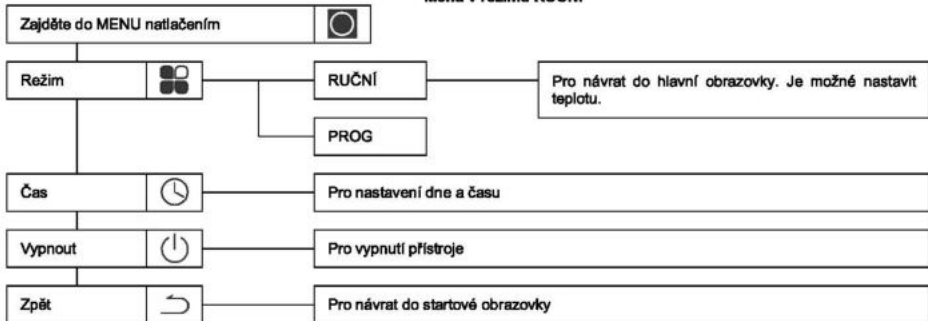 Zajděte do MENU natlačením
Režim
RUČNÍ
Pro návrat do hlavní obrazovky. Je možné nastavit
teplotu.
PROG
Čas
Pro nastavení dne a času
Vypnout
Pro vypnutí přístroje
Zpět
Pro návrat do startové obrazovky